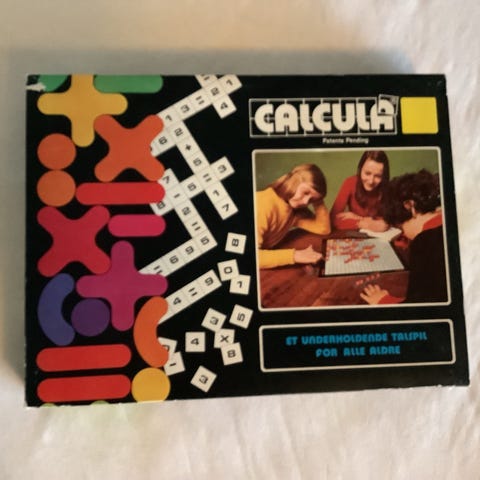 CALCULA
Patents Pending
ET UNDERHOLDENDE TALSPIL
FOR ALLE ALDRE